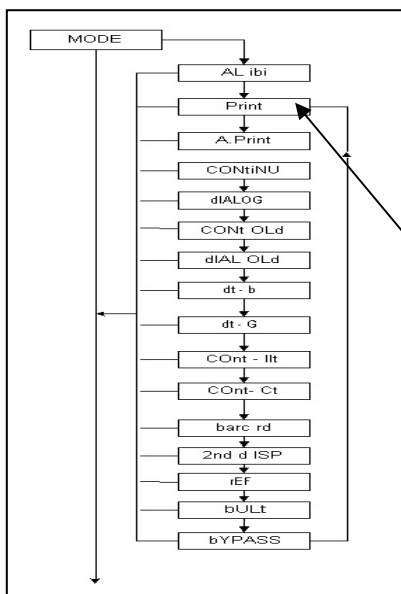 MODE
AL ibi
Print
A.Print
CONtiNU
dIALOG
CONt OLd
dIAL OLd
dt - b
dt - G
COnt - IIt
COnt- Ct
barc rd
2nd d ISP
rEF
bULt
bYPASS